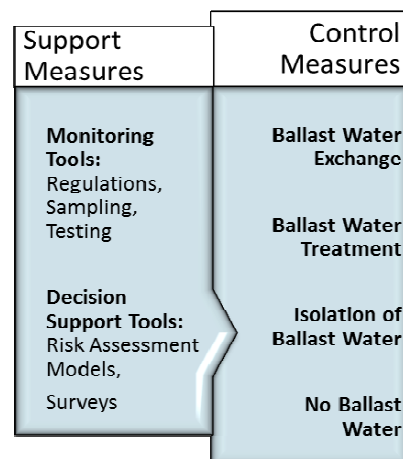 Support
Measures
Monitoring
Tools:
Regulations,
Sampling,
Testing
Decision
Support Tools:
Risk Assessment
Models,
Surveys
Control
Measures
Ballast Water
Exchange
Ballast Water
Treatment
Isolation of
Ballast Water
No Ballast
Water